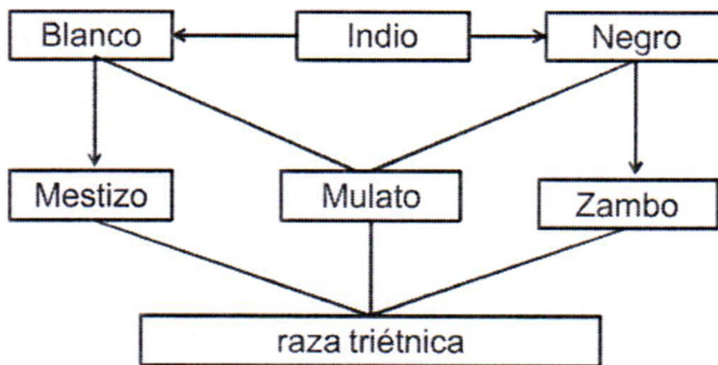 Blanco
Indio
Negro
Mestizo
Mulato
Zambo
raza triétnica